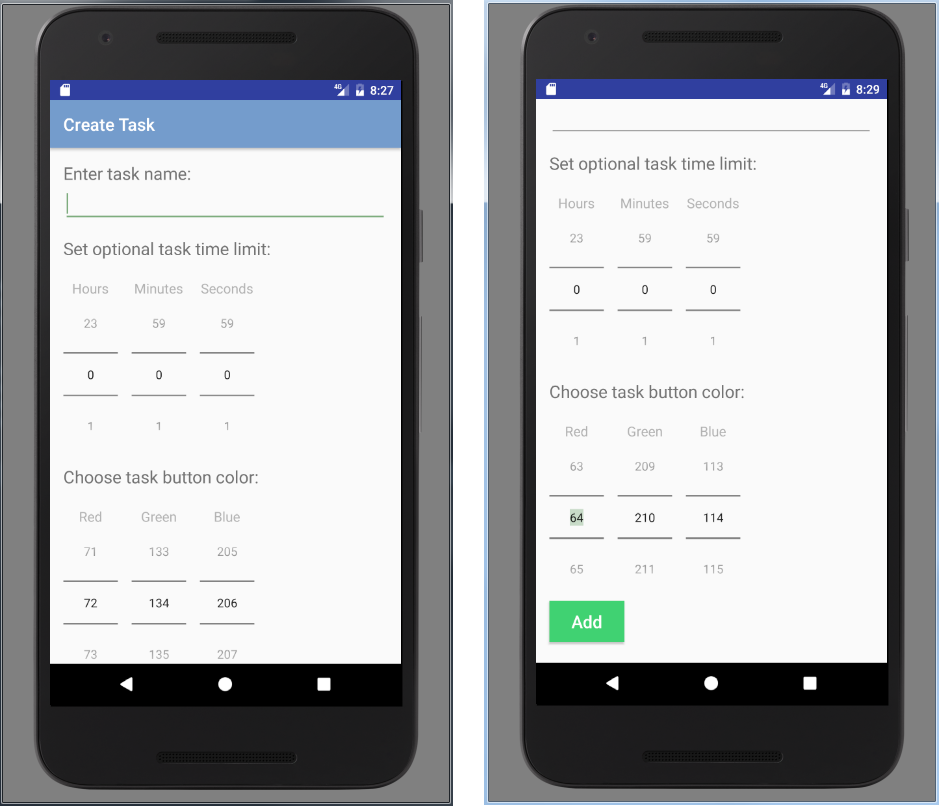 4G 8:27
Create Task
Enter task name:
Set optional task time limit:
Hours Minutes Seconds
23 59 59
0 0 0
1 1 1
Choose task button color:
Red Green Blue
71 133 205
72 134 206
73 135 207
4G 8:29
Set optional task time limit:
Hours Minutes Seconds
23 59 59
0 0 0
1 1 1
Choose task button color:
Red Green Blue
63 209 113
64 210 114
65 211 115
Add